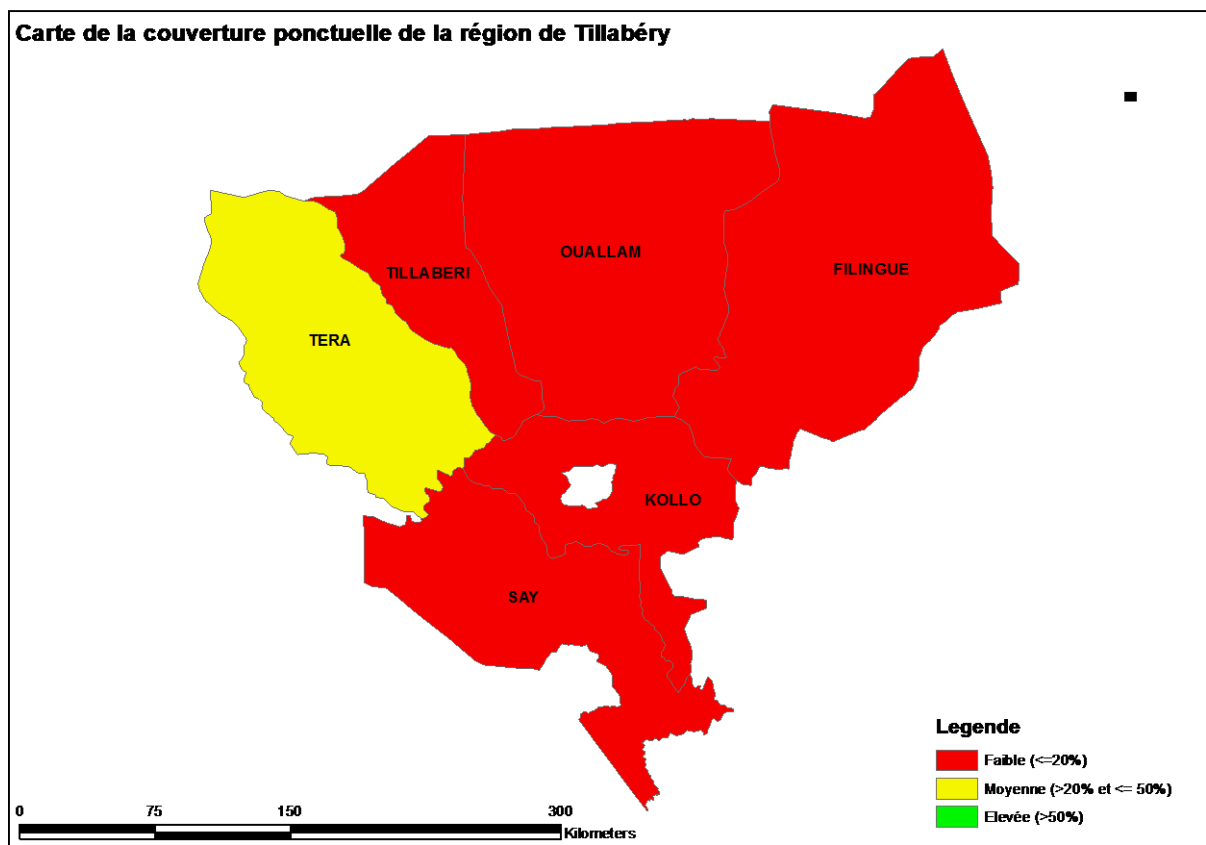 Carte de la couverture ponctuelle de la région de Tillabéry
OUALLAM
FILINGUE
TILLABERI
TERA
KOLLO
SAY
Legende
Faible (<=20%)
Moyenne (>20% et <= 50%)
Elevée (>50%)
0 75 150 300
Kilometers